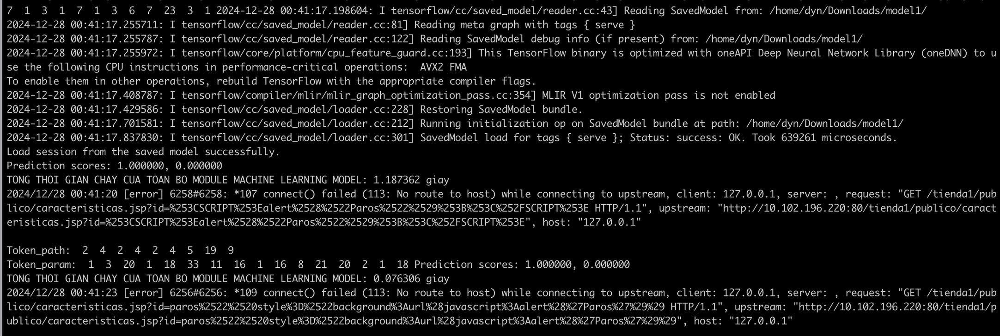 7  1  3  1  7  1  3  6  7  23  3  1 2024-12-28 00:41:17.198604: I tensorflow/cc/saved_model/reader.cc:43] Reading SavedModel from: /home/dyn/Downloads/model1/
2024-12-28 00:41:17.255711: I tensorflow/cc/saved_model/reader.cc:81] Reading meta graph with tags { serve }
2024-12-28 00:41:17.255787: I tensorflow/cc/saved_model/reader.cc:122] Reading SavedModel debug info (if present) from: /home/dyn/Downloads/model1/
2024-12-28 00:41:17.255972: I tensorflow/core/platform/cpu_feature_guard.cc:193] This TensorFlow binary is optimized with oneAPI Deep Neural Network Library (oneDNN) to u
se the following CPU instructions in performance-critical operations:  AVX2 FMA
To enable them in other operations, rebuild TensorFlow with the appropriate compiler flags.
2024-12-28 00:41:17.408787: I tensorflow/compiler/mlir/mlir_graph_optimization_pass.cc:354] MLIR V1 optimization pass is not enabled
2024-12-28 00:41:17.429586: I tensorflow/cc/saved_model/loader.cc:228] Restoring SavedModel bundle.
2024-12-28 00:41:17.701581: I tensorflow/cc/saved_model/loader.cc:212] Running initialization op on SavedModel bundle at path: /home/dyn/Downloads/model1/
2024-12-28 00:41:17.837830: I tensorflow/cc/saved_model/loader.cc:301] SavedModel load for tags { serve }; Status: success: OK. Took 639261 microseconds.
Load session from the saved model successfully.
Prediction scores: 1.000000, 0.000000
TONG THOI GIAN CHAY CUA TOAN BO MODULE MACHINE LEARNING MODEL: 1.187362 giay
2024/12/28 00:41:20 [error] 6258#6258: *107 connect() failed (113: No route to host) while connecting to upstream, client: 127.0.0.1, server: , request: "GET /tienda1/pub
lico/caracteristicas.jsp?id=%253CSCRIPT%253Ealert%2528%2522Paros%2522%2529%253B%253C%252FSCRIPT%253E HTTP/1.1", upstream: "http://10.102.196.220:80/tienda1/publico/caract
eristicas.jsp?id=%253CSCRIPT%253Ealert%2528%2522Paros%2522%2529%253B%253C%252FSCRIPT%253E", host: "127.0.0.1"
Token_path:  2  4  2  4  2  4  5  19  9
Token_param:  1  3  20  1  18  33  11  16  1  16  8  21  20  2  1  18 Prediction scores: 1.000000, 0.000000
TONG THOI GIAN CHAY CUA TOAN BO MODULE MACHINE LEARNING MODEL: 0.076306 giay
2024/12/28 00:41:23 [error] 6256#6256: *109 connect() failed (113: No route to host) while connecting to upstream, client: 127.0.0.1, server: , request: "GET /tienda1/pub
lico/caracteristicas.jsp?id=paros%2522%2520style%3D%2522background%3Aurl%28javascript%3Aalert%28%27Paros%27%29%29 HTTP/1.1", upstream: "http://10.102.196.220:80/tienda1/p
ublico/caracteristicas.jsp?id=paros%2522%2520style%3D%2522background%3Aurl%28javascript%3Aalert%28%27Paros%27%29%29", host: "127.0.0.1"